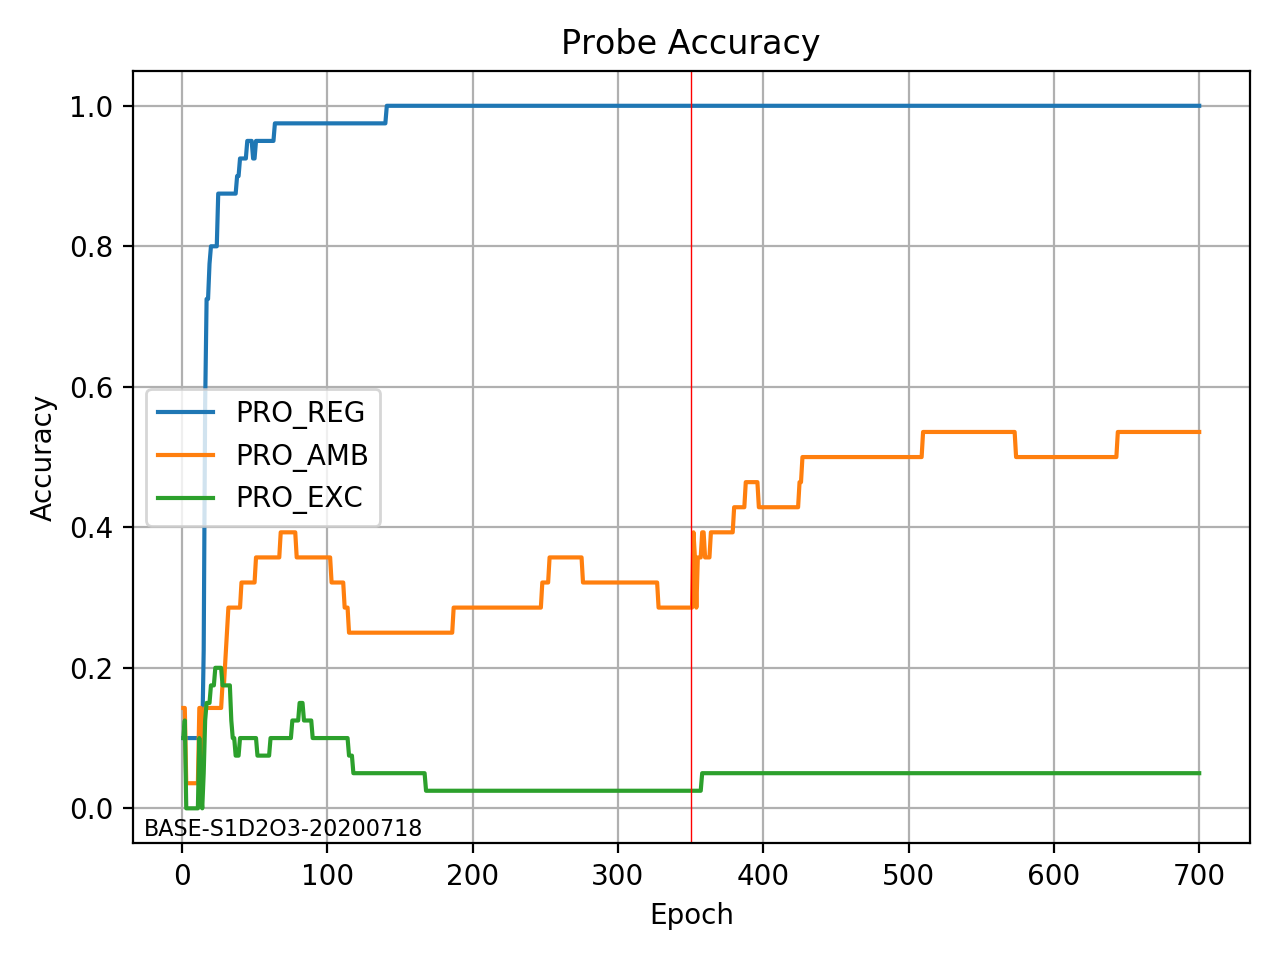 Probe Accuracy
Accuracy
1.0
0.8
0.6
0.4
0.2
0.0
PRO_REG
PRO_AMB
PRO_EXC
BASE-S1D2O3-20200718
0 100 200 300 400 500 600 700
Epoch